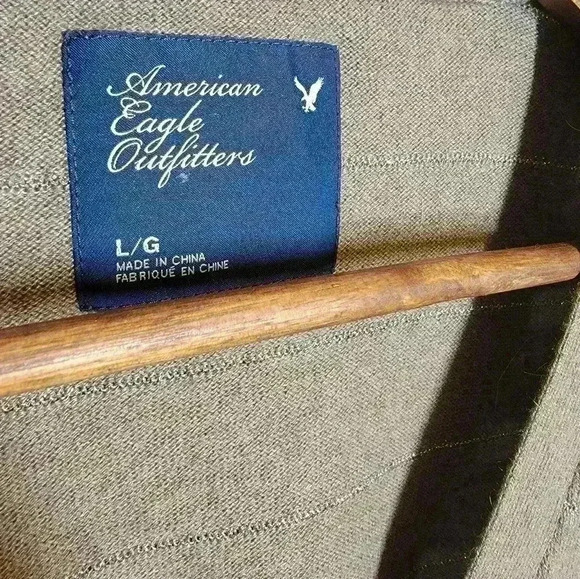 American
Eagle
Outfitters
L/G
MADE IN CHINA
FABRIQUÉ EN CHINE